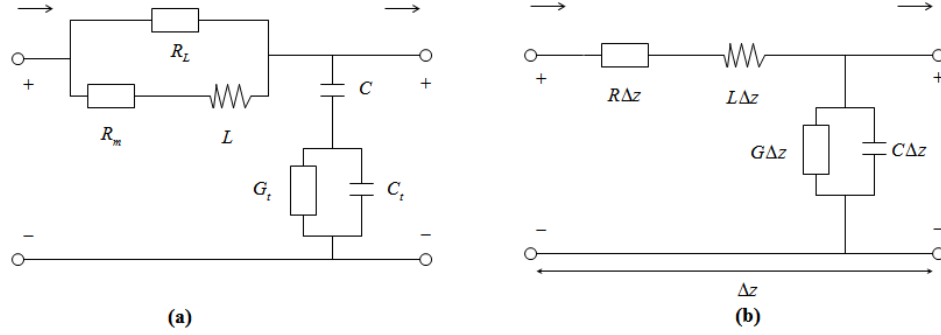 R_L
+
R_m
L
C
+
G_t
C_t
−
−
(a)
+
RΔz
LΔz
+
GΔz
CΔz
−
−
Δz
(b)